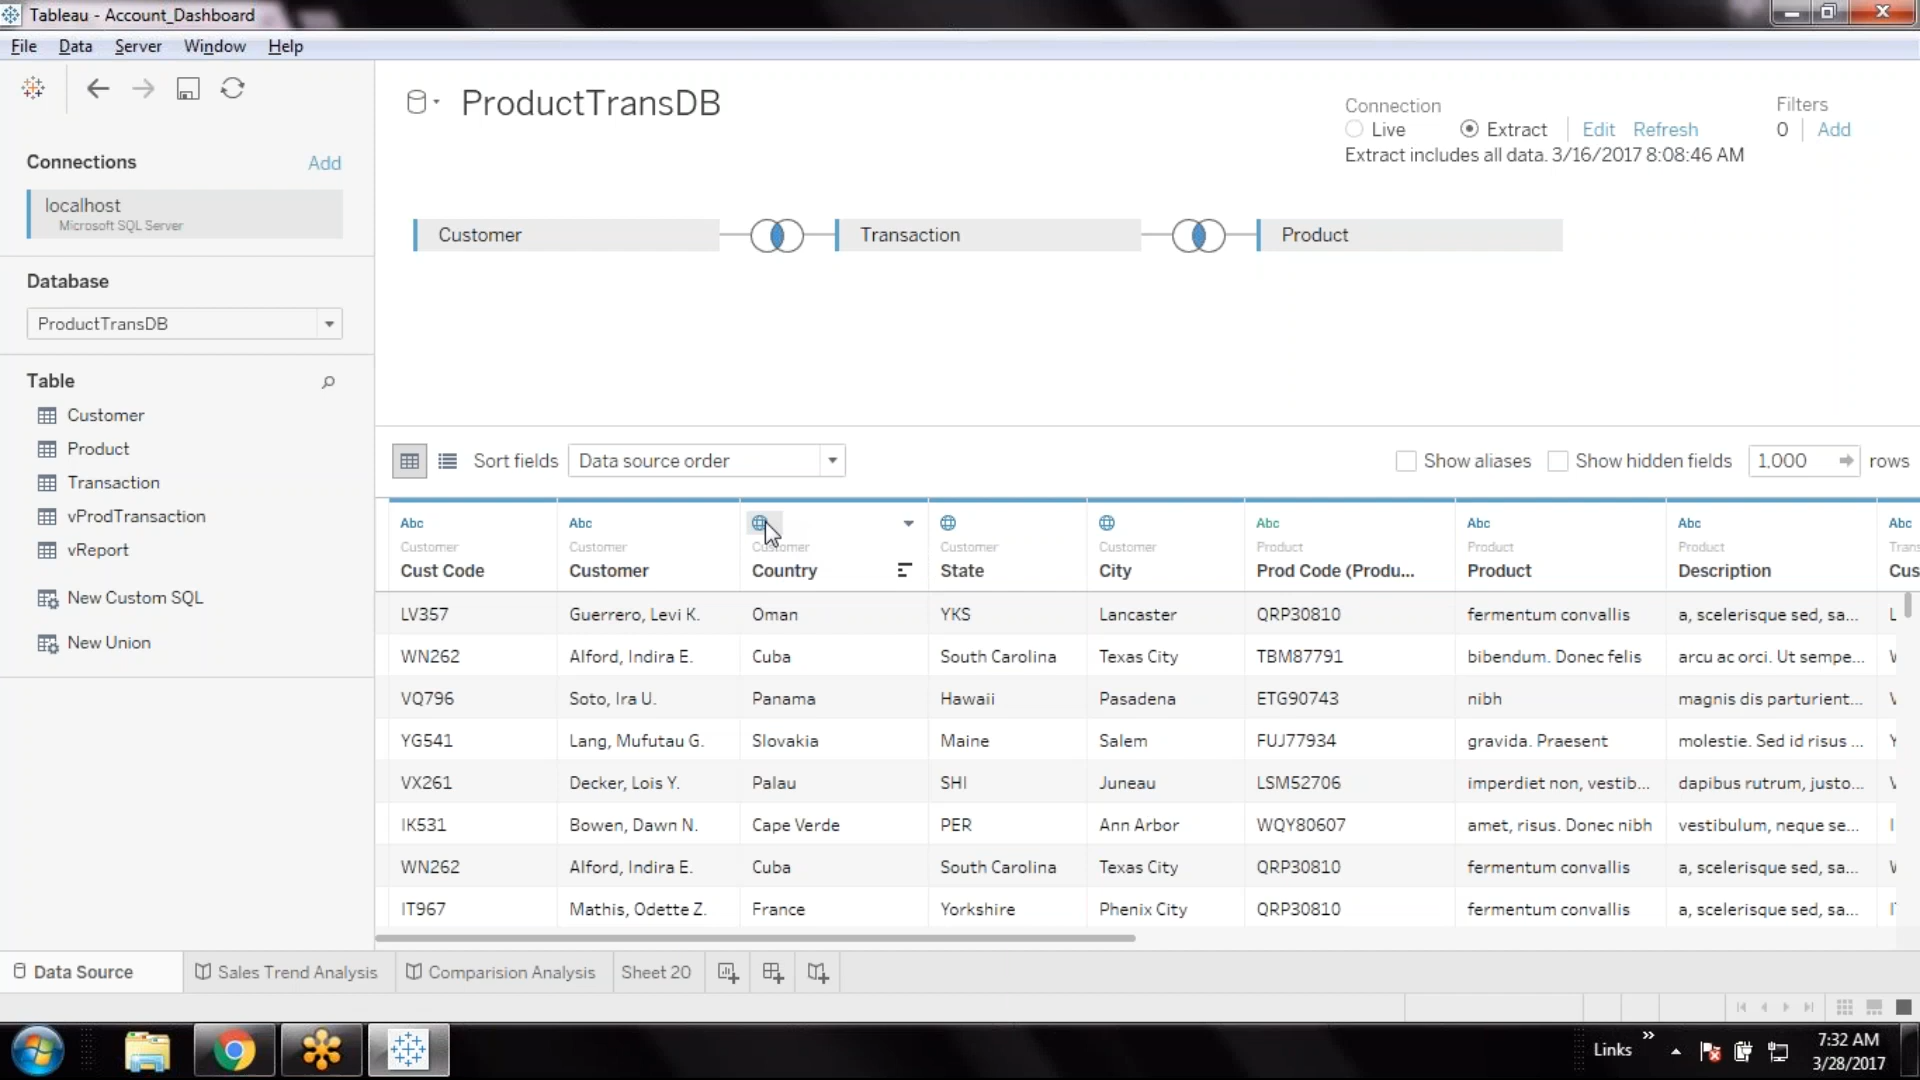 Tableau - Account_Dashboard
File Data Server Window Help
ProductTransDB
Connection
Live Extract Edit Refresh
Extract includes all data. 3/16/2017 8:08:46 AM
Filters
0 Add
Connections Add
localhost
Microsoft SQL Server
Database
ProductTransDB
Table
Customer
Product
Transaction
vProdTransaction
vReport
New Custom SQL
New Union
Customer Transaction Product
Sort fields Data source order Show aliases Show hidden fields 1,000 rows
Abc Abc Abc Abc Abc Abc
Customer Customer Customer Customer Customer Product Product Product
Cust Code Customer Country State City Prod Code (Produ... Product Description Cus
LV357 Guerrero, Levi K. Oman YKS Lancaster QRP30810 fermentum convallis a, scelerisque sed, sa...
WN262 Alford, Indira E. Cuba South Carolina Texas City TBM87791 bibendum. Donec felis arcu ac orci. Ut sempe...
VQ796 Soto, Ira U. Panama Hawaii Pasadena ETG90743 nibh magnis dis parturient...
YG541 Lang, Mufutau G. Slovakia Maine Salem FUJ77934 gravida. Praesent molestie. Sed id risus ...
VX261 Decker, Lois Y. Palau SHI Juneau LSM52706 imperdiet non, vestib... dapibus rutrum, justo...
IK531 Bowen, Dawn N. Cape Verde PER Ann Arbor WQY80607 amet, risus. Donec nibh vestibulum, neque se...
WN262 Alford, Indira E. Cuba South Carolina Texas City QRP30810 fermentum convallis a, scelerisque sed, sa...
IT967 Mathis, Odette Z. France Yorkshire Phenix City QRP30810 fermentum convallis a, scelerisque sed, sa...
Data Source Sales Trend Analysis Comparision Analysis Sheet 20
Links
7:32 AM
3/28/2017